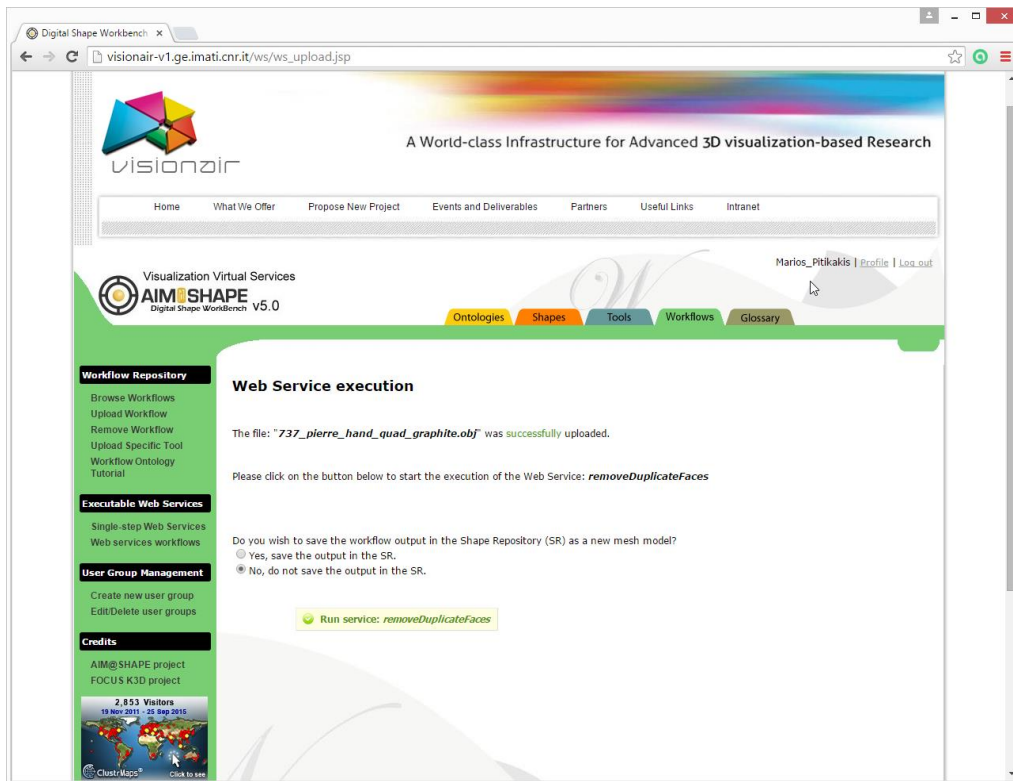 Digital Shape Workbench
visionair-v1.ge.imati.cnr.it/ws/ws_upload.jsp
visionair
A World-class Infrastructure for Advanced 3D visualization-based Research
Home What We Offer Propose New Project Events and Deliverables Partners Useful Links Intranet
Marios_Pitikakis | Profile | Log out
Visualization Virtual Services
AIM@SHAPE
Digital Shape WorkBench v5.0
Ontologies Shapes Tools Workflows Glossary
Workflow Repository
Browse Workflows
Upload Workflow
Remove Workflow
Upload Specific Tool
Workflow Ontology
Tutorial
Executable Web Services
Single-step Web Services
Web services workflows
User Group Management
Create new user group
Edit/Delete user groups
Credits
AIM@SHAPE project
FOCUS K3D project
2,853 Visitors
19 Nov 2011 - 25 Sep 2015
ClustrMaps® Click to see
Web Service execution
The file: "737_pierre_hand_quad_graphite.obj" was successfully uploaded.
Please click on the button below to start the execution of the Web Service: removeDuplicateFaces
Do you wish to save the workflow output in the Shape Repository (SR) as a new mesh model?
Yes, save the output in the SR.
No, do not save the output in the SR.
Run service: removeDuplicateFaces